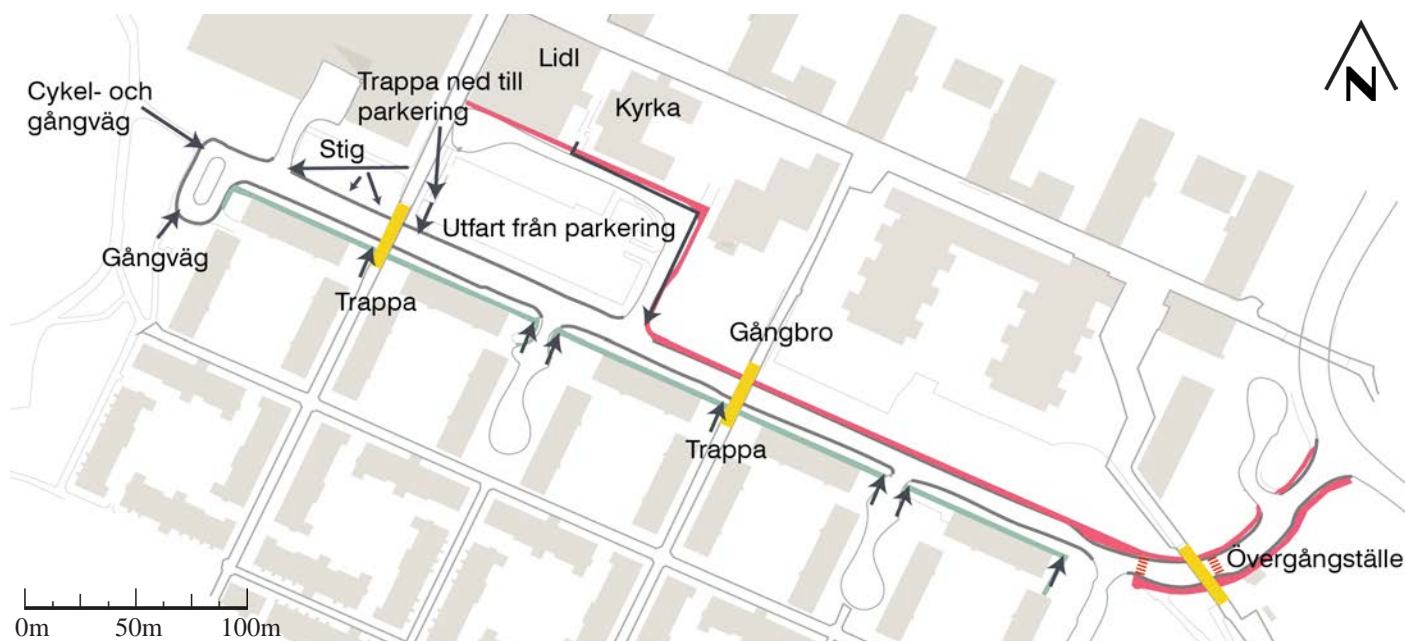 Lidl
Kyrka
Trappa ned till
parkering
Cykel- och
gångväg
Stig
N
Utfart från parkering
Gångväg
Trappa
Gångbro
Trappa
Övergångställe
0m 50m 100m